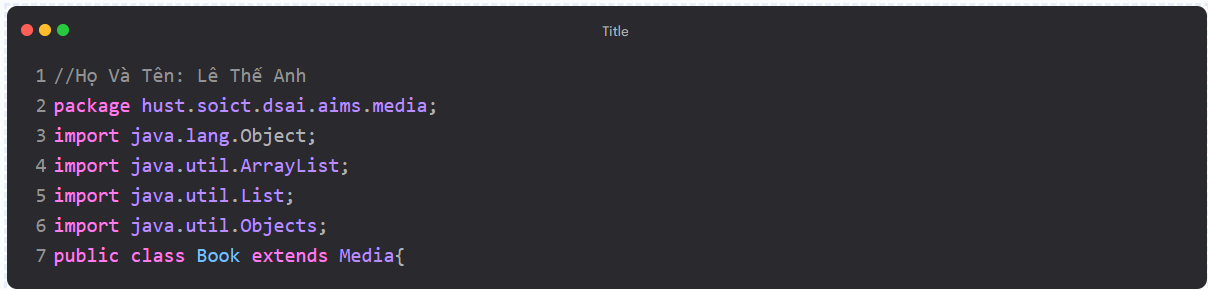 Title
1 //Họ Và Tên: Lê Thế Anh
2 package hust.soict.dsai.aims.media;
3 import java.lang.Object;
4 import java.util.ArrayList;
5 import java.util.List;
6 import java.util.Objects;
7 public class Book extends Media{